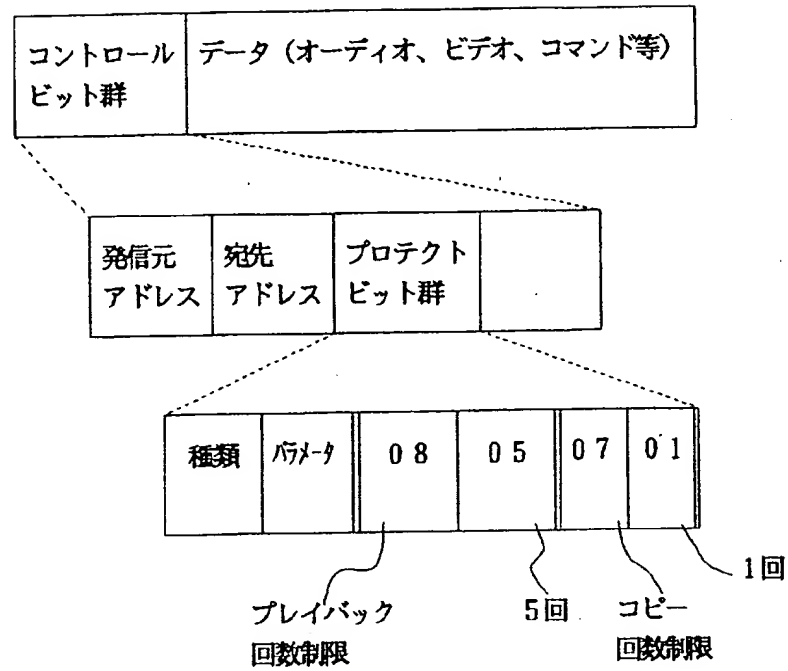 コントロール
ビット群
データ（オーディオ、ビデオ、コマンド等）
発信元
アドレス
宛先
アドレス
プロテクト
ビット群
種類
パラメータ
08
05
07
01
1回
プレイバック
回数制限
5回
コピー
回数制限